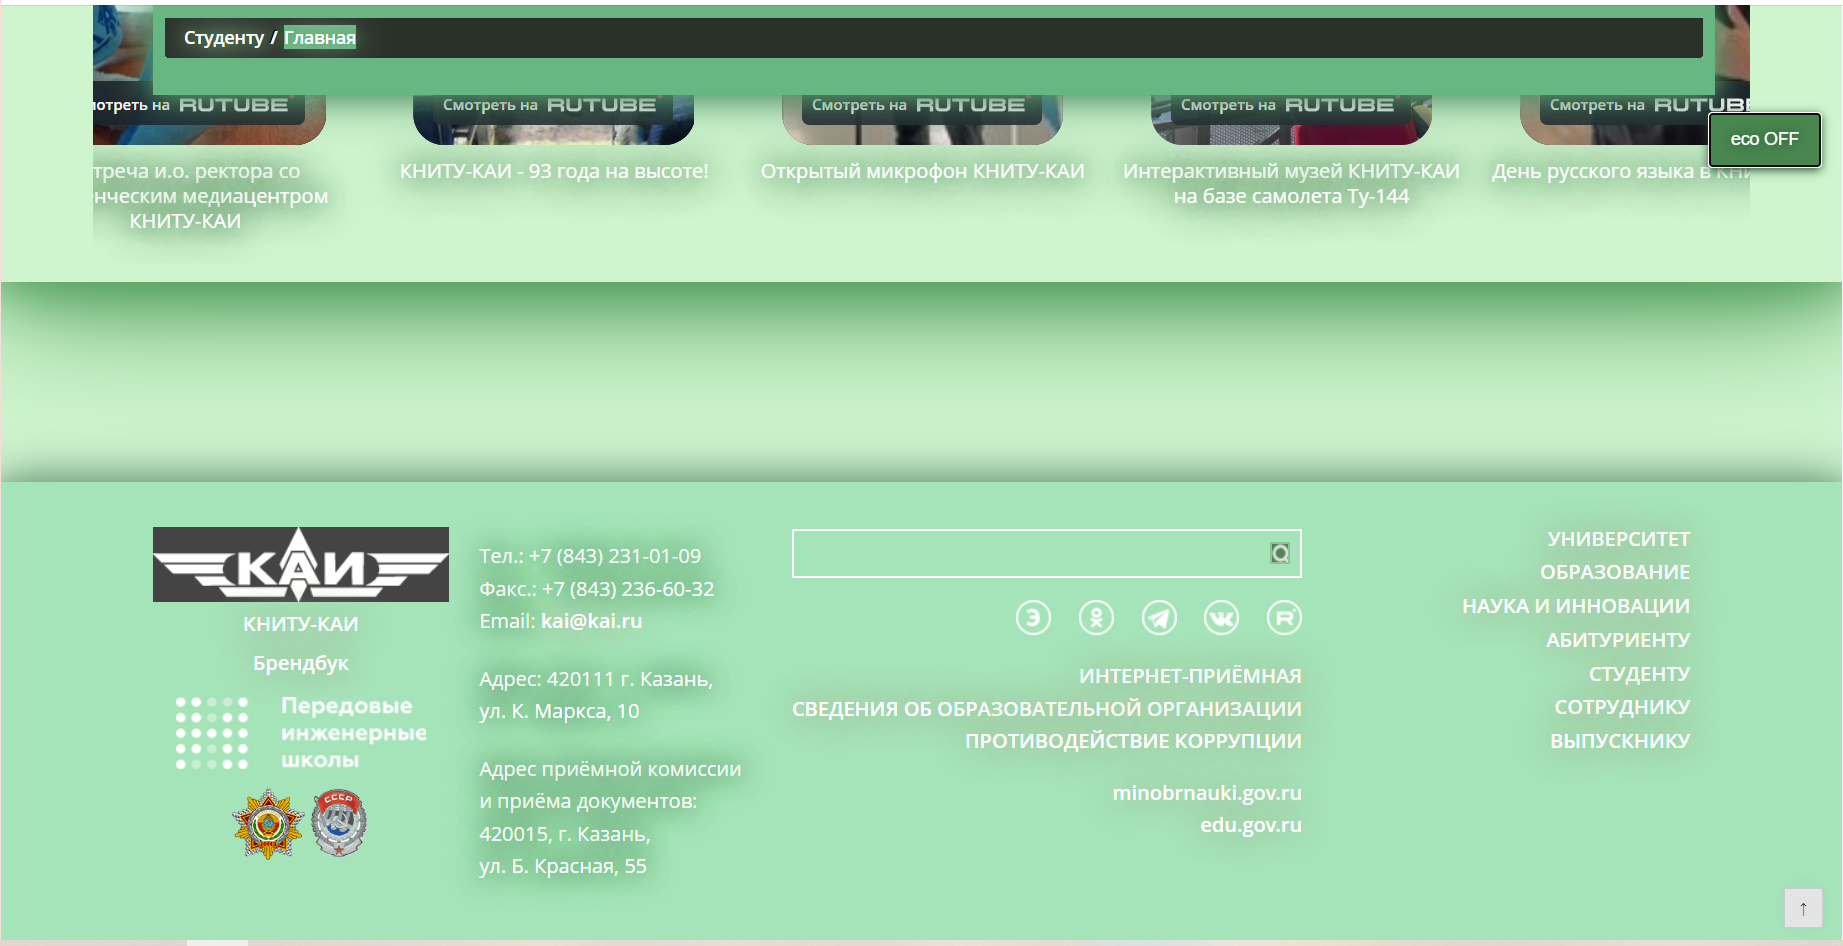 Студенту / Главная
мотреть на RUTUBE
Смотреть на RUTUBE
Смотреть на RUTUBE
Смотреть на RUTUBE
Смотреть на RUTUBE
eco OFF
треча и.о. ректора со
нческим медиацентром
КНИТУ-КАИ
КНИТУ-КАИ - 93 года на высоте!
Открытый микрофон КНИТУ-КАИ
Интерактивный музей КНИТУ-КАИ
на базе самолета Ту-144
День русского языка в КНИ
КАИ
КНИТУ-КАИ
Брендбук
Передовые
инженерные
школы
СССР
Тел.: +7 (843) 231-01-09
Факс.: +7 (843) 236-60-32
Email: kai@kai.ru
Адрес: 420111 г. Казань,
ул. К. Маркса, 10
Адрес приёмной комиссии
и приёма документов:
420015, г. Казань,
ул. Б. Красная, 55
ИНТЕРНЕТ-ПРИЁМНАЯ
СВЕДЕНИЯ ОБ ОБРАЗОВАТЕЛЬНОЙ ОРГАНИЗАЦИИ
ПРОТИВОДЕЙСТВИЕ КОРРУПЦИИ
minobrnauki.gov.ru
edu.gov.ru
УНИВЕРСИТЕТ
ОБРАЗОВАНИЕ
НАУКА И ИННОВАЦИИ
АБИТУРИЕНТУ
СТУДЕНТУ
СОТРУДНИКУ
ВЫПУСКНИКУ
↑